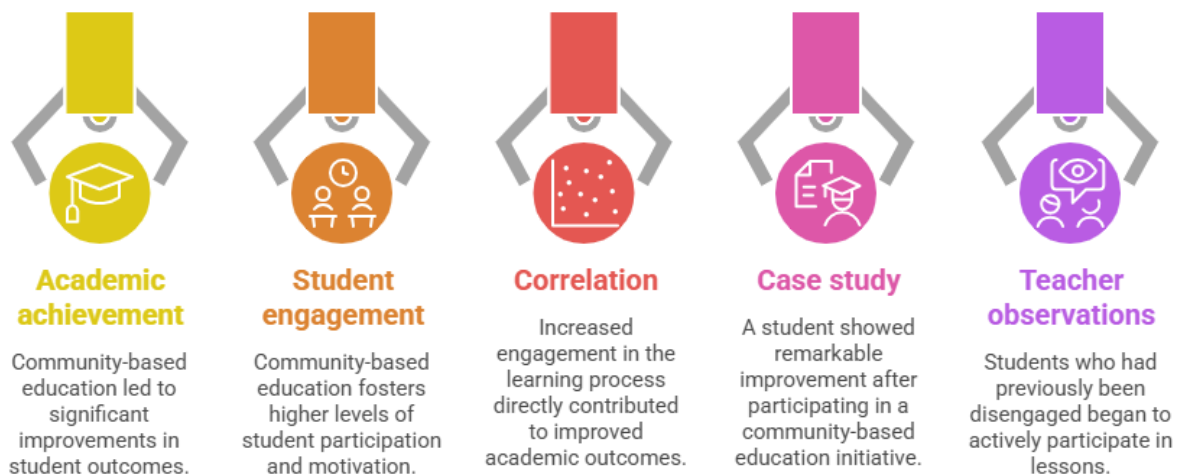 Academic
achievement
Community-based
education led to
significant
improvements in
student outcomes.
Student
engagement
Community-based
education fosters
higher levels of
student participation
and motivation.
Correlation
Increased
engagement in the
learning process
directly contributed
to improved
academic outcomes.
Case study
A student showed
remarkable
improvement after
participating in a
community-based
education initiative.
Teacher
observations
Students who had
previously been
disengaged began to
actively participate in
lessons.